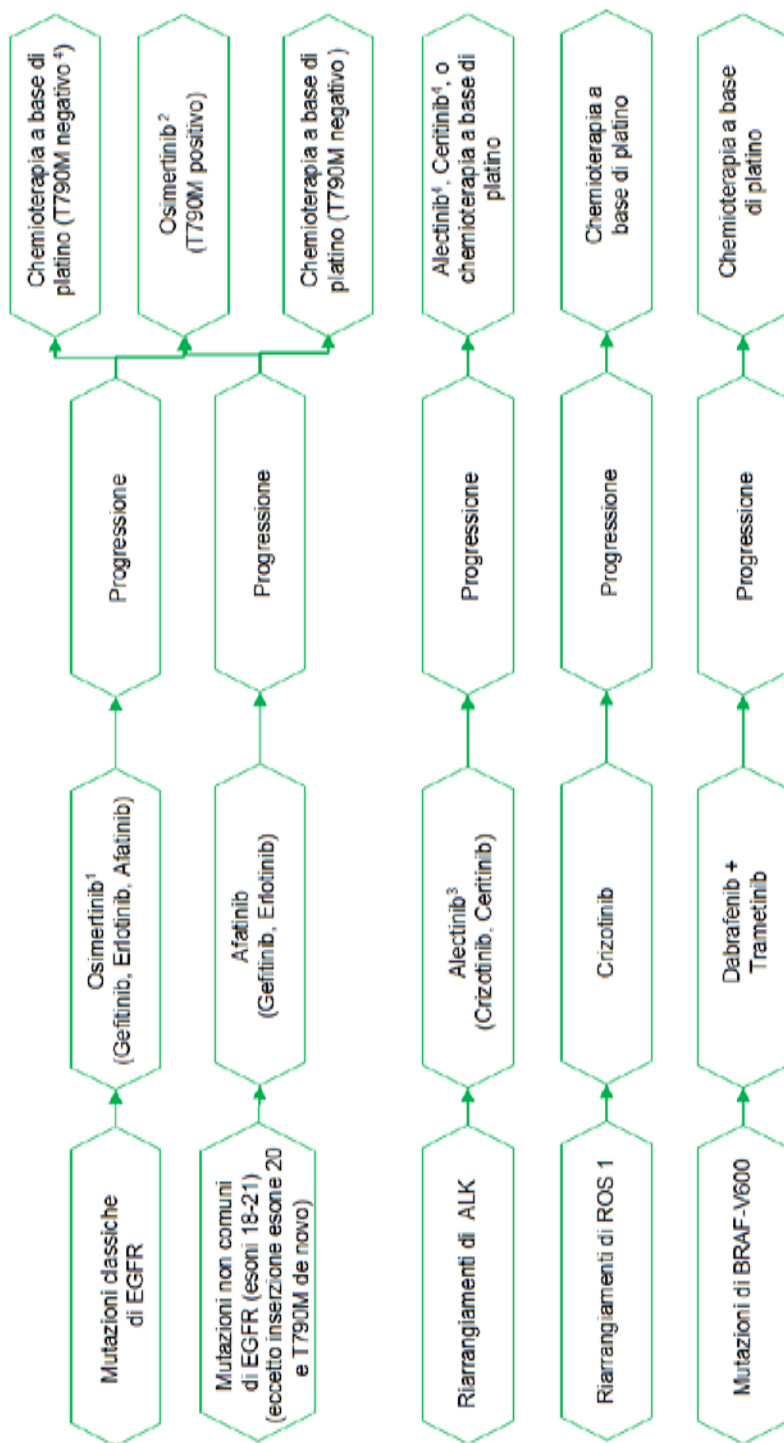 Mutazioni classiche
di EGFR
Osimertinib¹
(Gefitinib, Erlotinib, Afatinib)
Progressione
Chemioterapia a base di
platino (T790M negativo ⁴)
Osimertinib²
(T790M positivo)
Mutazioni non comuni
di EGFR (esoni 18-21)
(eccetto inserzione esone 20
e T790M de novo)
Afatinib
(Gefitinib, Erlotinib)
Progressione
Chemioterapia a base di
platino (T790M negativo )
Riarrangiamenti di ALK
Alectinib³
(Crizotinib, Ceritinib)
Progressione
Alectinib⁴, Ceritinib⁴, o
chemioterapia a base di
platino
Riarrangiamenti di ROS 1
Crizotinib
Progressione
Chemioterapia a
base di platino
Mutazioni di BRAF-V600
Dabrafenib +
Trametinib
Progressione
Chemioterapia a base
di platino